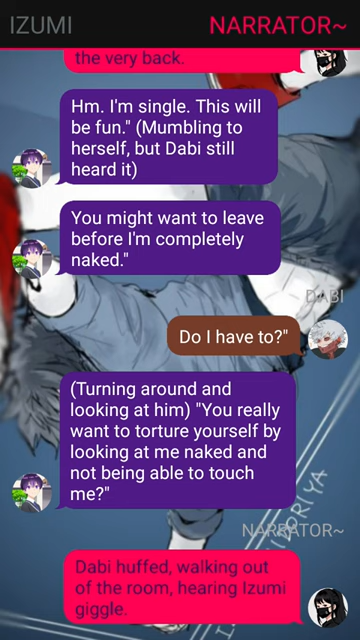 IZUMI
NARRATOR~
the very back.
Hm. I'm single. This will
be fun." (Mumbling to
herself, but Dabi still
heard it)
You might want to leave
before I'm completely
naked."
DABI
Do I have to?"
(Turning around and
looking at him) "You really
want to torture yourself by
looking at me naked and
not being able to touch
me?"
NARRATOR~
Dabi huffed, walking out
of the room, hearing Izumi
giggle.